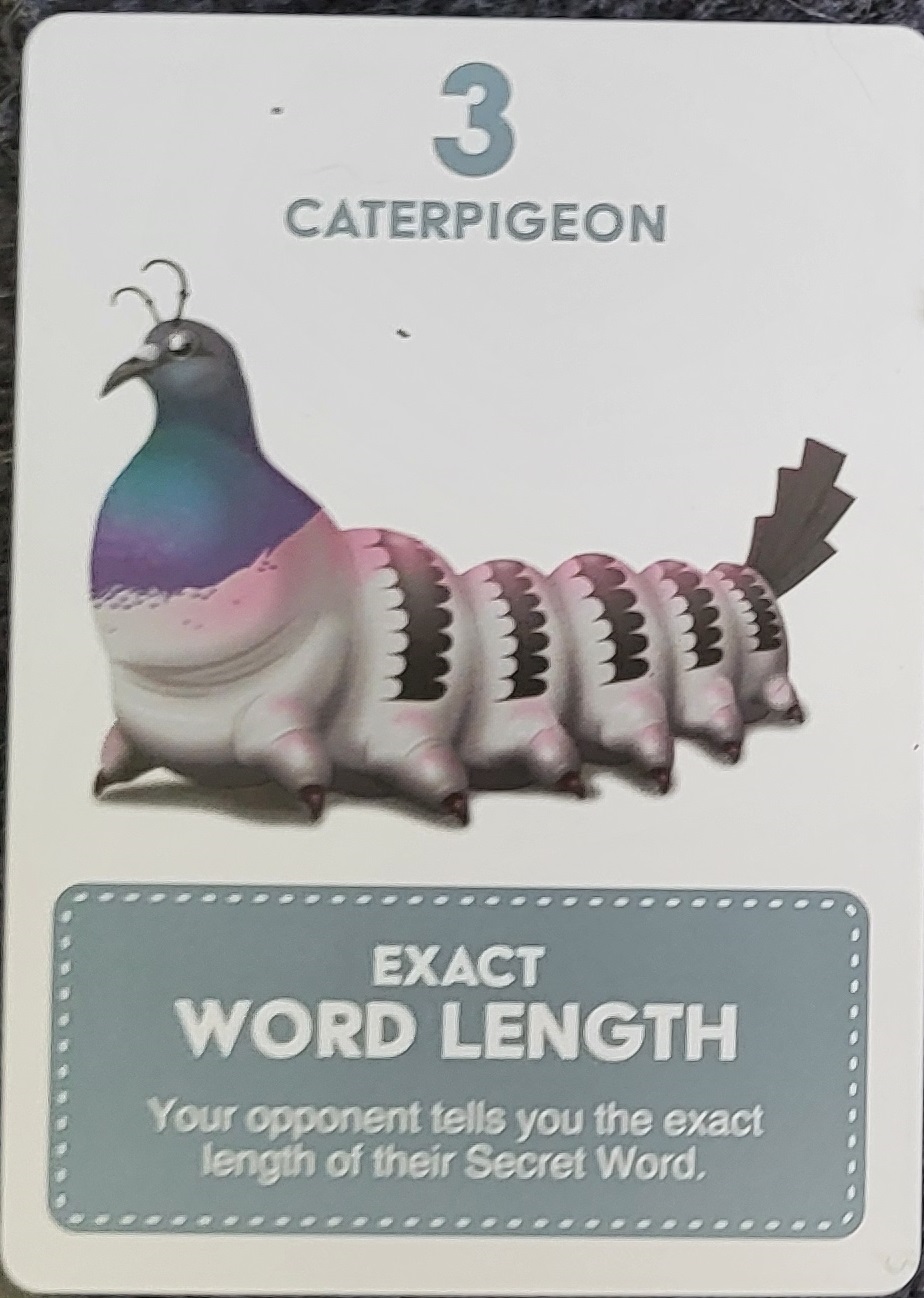 3
CATERPIGEON
EXACT
WORD LENGTH
Your opponent tells you the exact
length of their Secret Word.